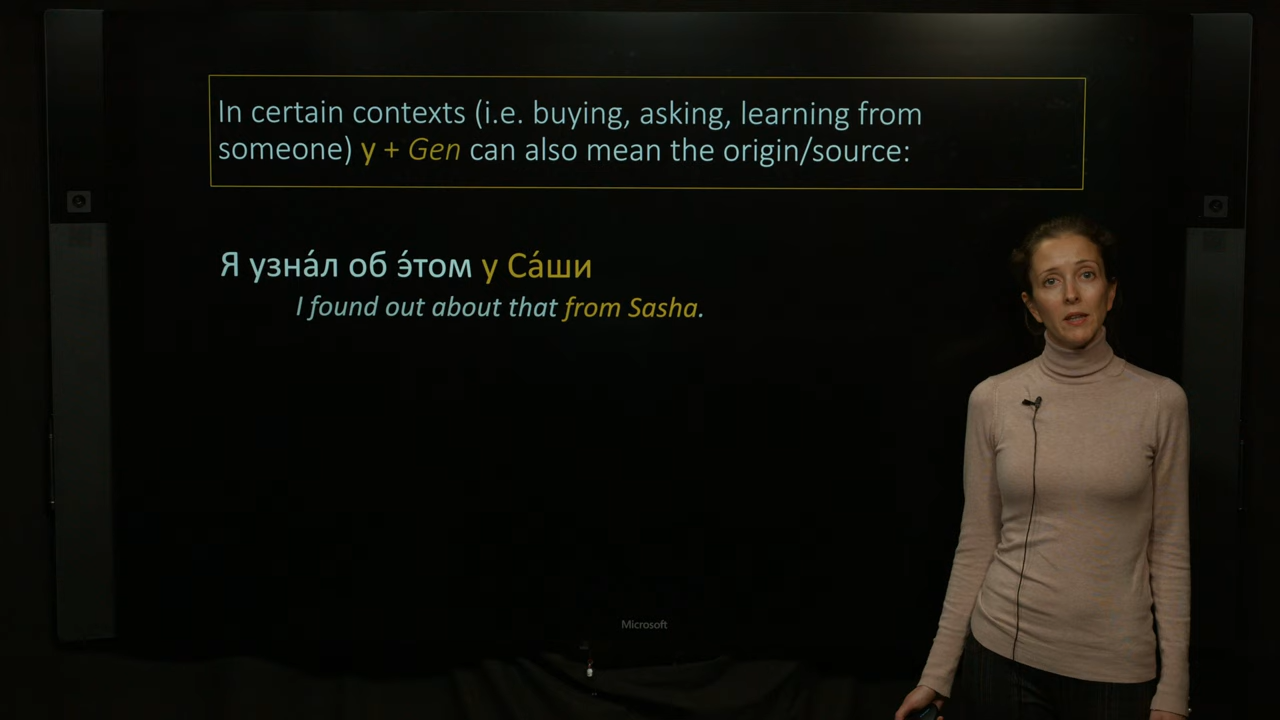 In certain contexts (i.e. buying, asking, learning from
someone) у + Gen can also mean the origin/source:
Я узна́л об э́том у Са́ши
I found out about that from Sasha.
Microsoft